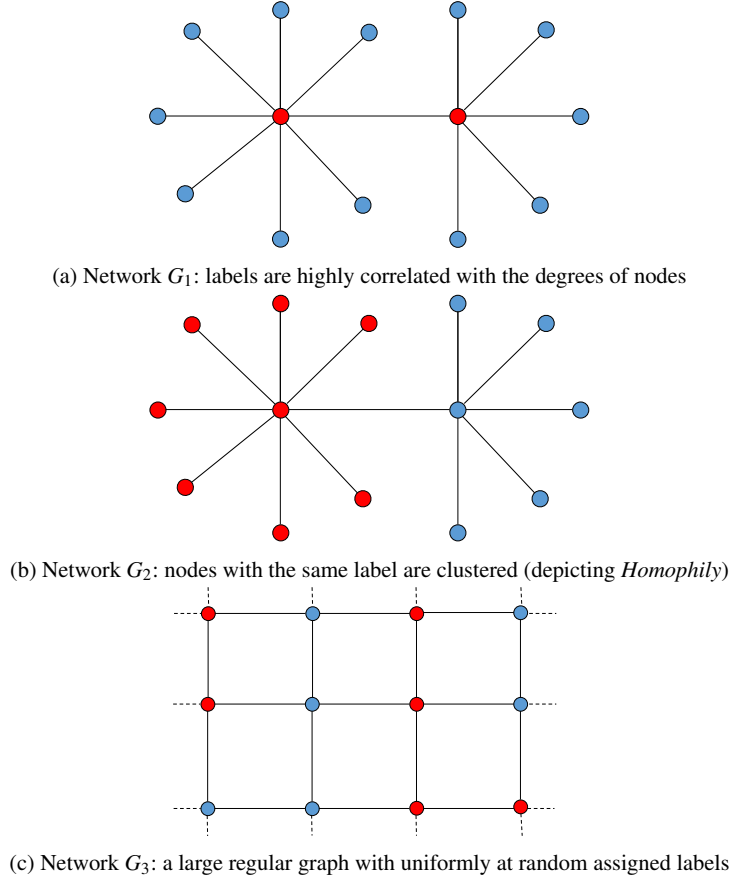 (a) Network G1: labels are highly correlated with the degrees of nodes
(b) Network G2: nodes with the same label are clustered (depicting Homophily)
(c) Network G3: a large regular graph with uniformly at random assigned labels